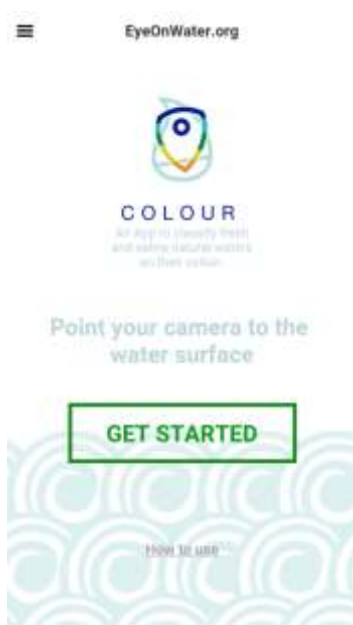 EyeOnWater.org
COLOUR
An App to classify fresh
and saline natural waters
on their colour
Point your camera to the
water surface
GET STARTED
How to use